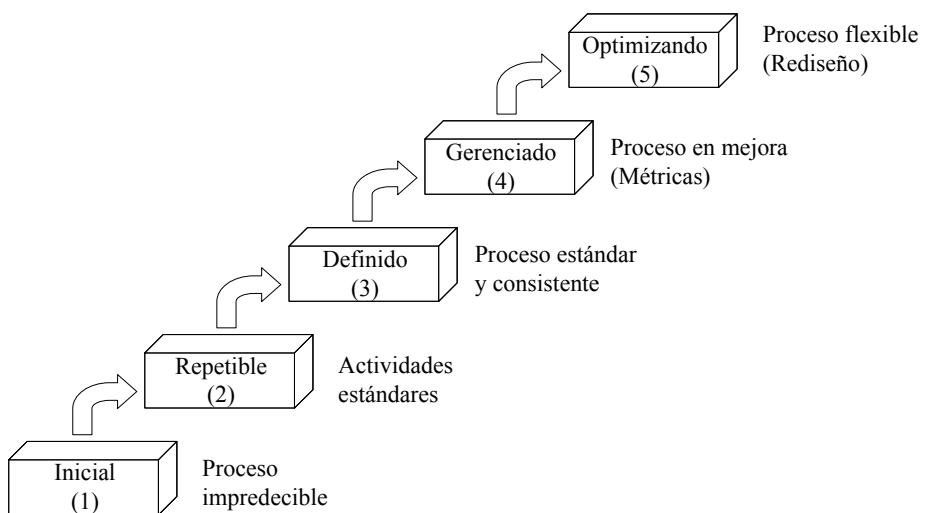 Optimizando
(5)
Proceso flexible
(Rediseño)
Gerenciado
(4)
Proceso en mejora
(Métricas)
Definido
(3)
Proceso estándar
y consistente
Repetible
(2)
Actividades
estándares
Inicial
(1)
Proceso
impredecible